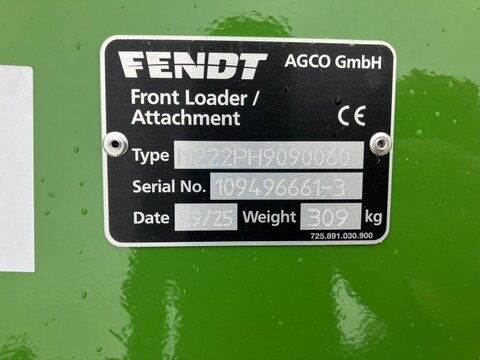 FENDT AGCO GmbH
Front Loader /
Attachment CE
Type M222PH9090060
Serial No. 109496661-3
Date 29/25 Weight 309 kg
725.891.030.900